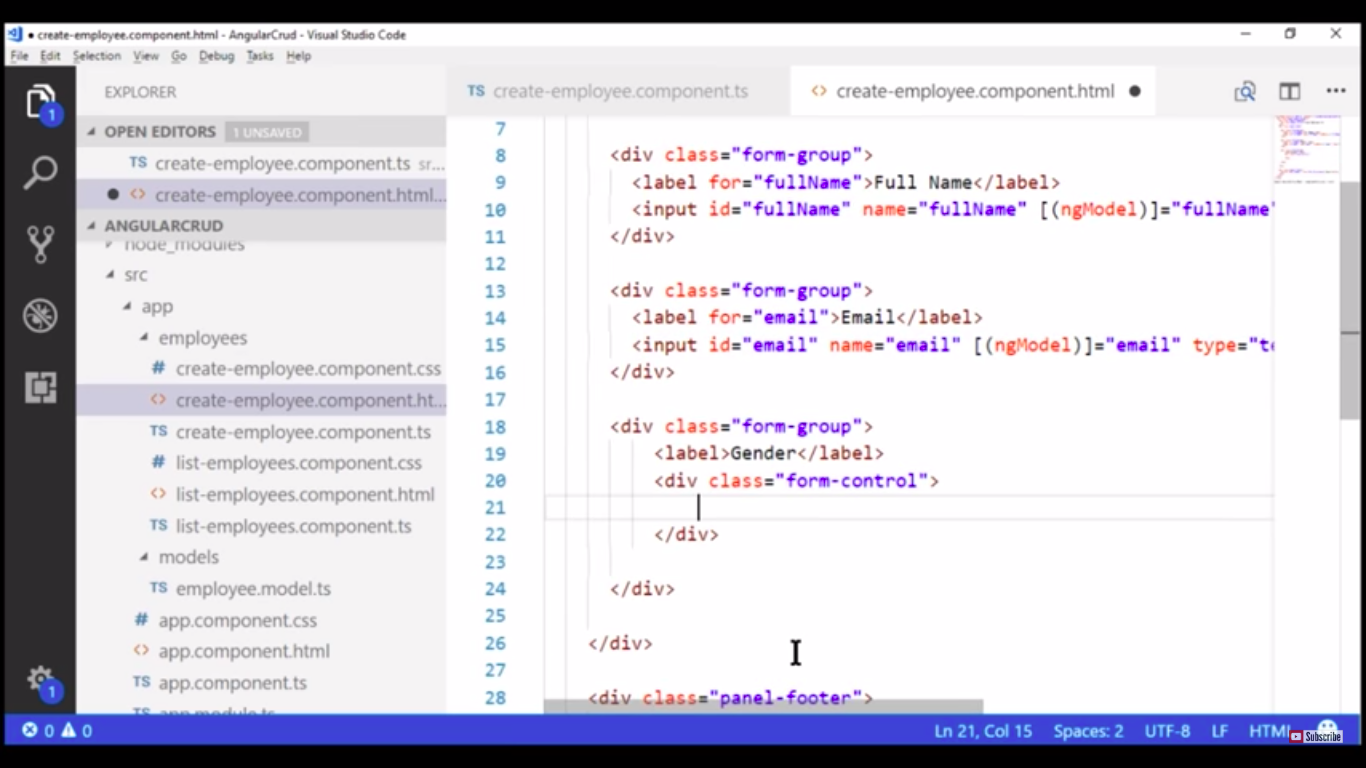 create-employee.component.html - AngularCrud - Visual Studio Code
File Edit Selection View Go Debug Tasks Help
EXPLORER
TS create-employee.component.ts
<> create-employee.component.html
1
OPEN EDITORS 1 UNSAVED
TS create-employee.component.ts sr...
<> create-employee.component.html...
ANGULARCRUD
node_modules
src
app
employees
# create-employee.component.css
<> create-employee.component.ht...
TS create-employee.component.ts
# list-employees.component.css
<> list-employees.component.html
TS list-employees.component.ts
models
TS employee.model.ts
# app.component.css
<> app.component.html
TS app.component.ts
TS app.module.ts
1
7
8 <div class="form-group">
9 <label for="fullName">Full Name</label>
10 <input id="fullName" name="fullName" [(ngModel)]="fullName"
11 </div>
12
13 <div class="form-group">
14 <label for="email">Email</label>
15 <input id="email" name="email" [(ngModel)]="email" type="te
16 </div>
17
18 <div class="form-group">
19 <label>Gender</label>
20 <div class="form-control">
21
22 </div>
23
24 </div>
25
26 </div>
27
28 <div class="panel-footer">
0 0 Ln 21, Col 15 Spaces: 2 UTF-8 LF HTML
Subscribe